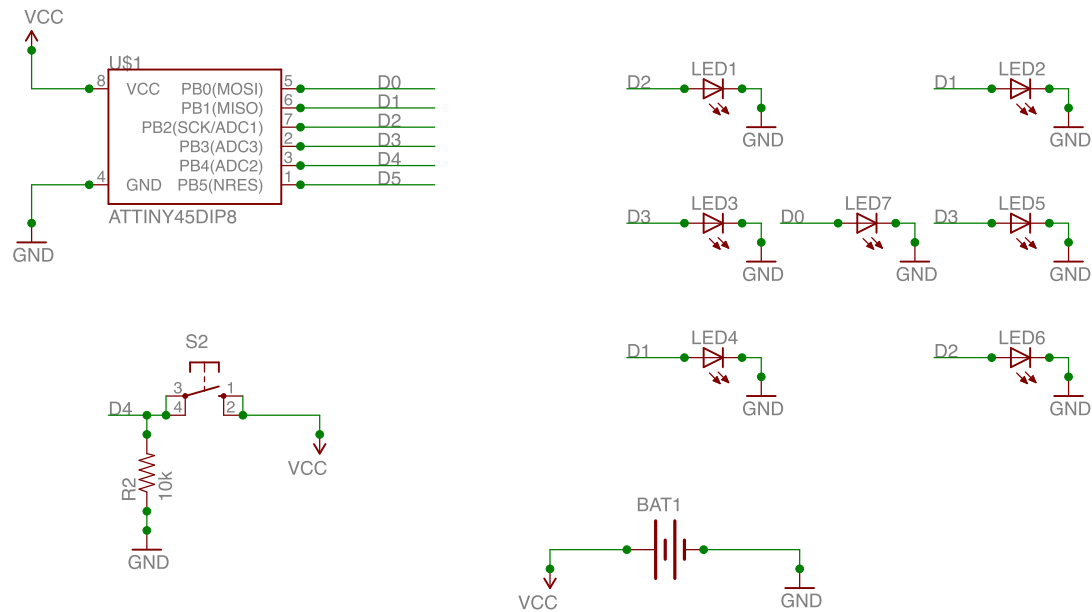 VCC
U$1
8 VCC PB0(MOSI) 5 D0
PB1(MISO) 6 D1
PB2(SCK/ADC1) 7 D2
PB3(ADC3) 2 D3
PB4(ADC2) 3 D4
4 GND PB5(NRES) 1 D5
ATTINY45DIP8
GND
D2 LED1
GND
D1 LED2
GND
D3 LED3
GND
D0 LED7
GND
D3 LED5
GND
D1 LED4
GND
D2 LED6
GND
S2
3 1
D4 4 2
VCC
R2
10k
GND
BAT1
VCC
GND